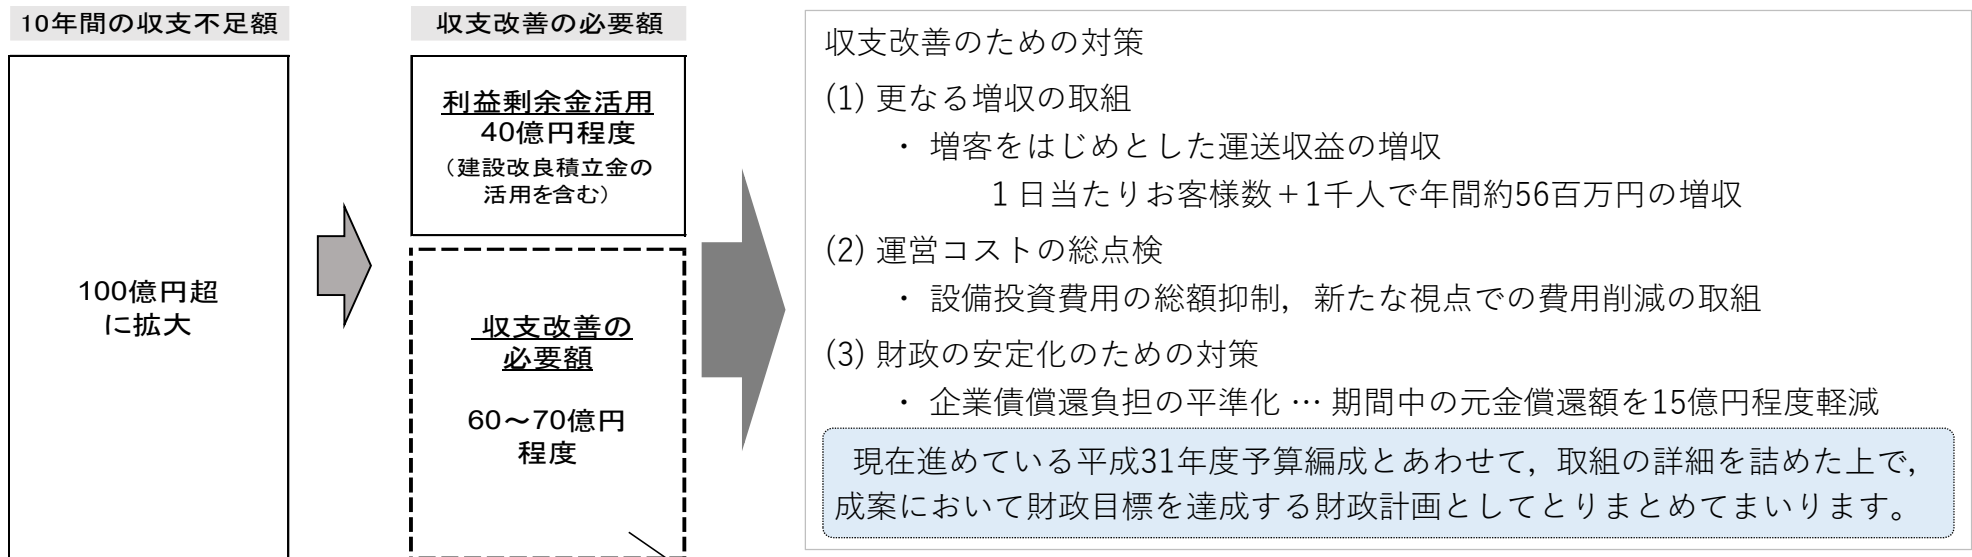 10年間の収支不足額
100億円超
に拡大
収支改善の必要額
利益剰余金活用
40億円程度
（建設改良積立金の
活用を含む）
収支改善の
必要額
60～70億円
程度
収支改善のための対策
(1) 更なる増収の取組
・ 増客をはじめとした運送収益の増収
１日当たりお客様数＋1千人で年間約56百万円の増収
(2) 運営コストの総点検
・ 設備投資費用の総額抑制，新たな視点での費用削減の取組
(3) 財政の安定化のための対策
・ 企業債償還負担の平準化 … 期間中の元金償還額を15億円程度軽減
現在進めている平成31年度予算編成とあわせて，取組の詳細を詰めた上で，
成案において財政目標を達成する財政計画としてとりまとめてまいります。